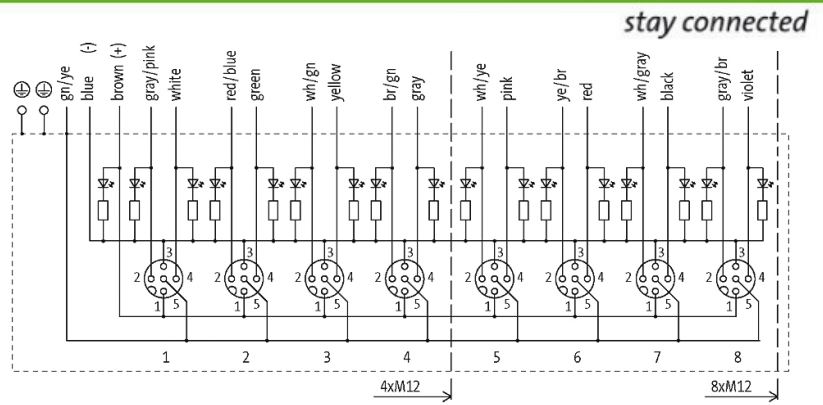 stay connected
gn/ye blue (-) brown (+) gray/pink white red/blue green wh/gn yellow br/gn gray wh/ye pink ye/br red wh/gray black gray/br violet
3 3 3 3 3 3 3 3
2 4 2 4 2 4 2 4 2 4 2 4 2 4 2 4
1 5 1 5 1 5 1 5 1 5 1 5 1 5 1 5
1 2 3 4 5 6 7 8
4xM12 8xM12